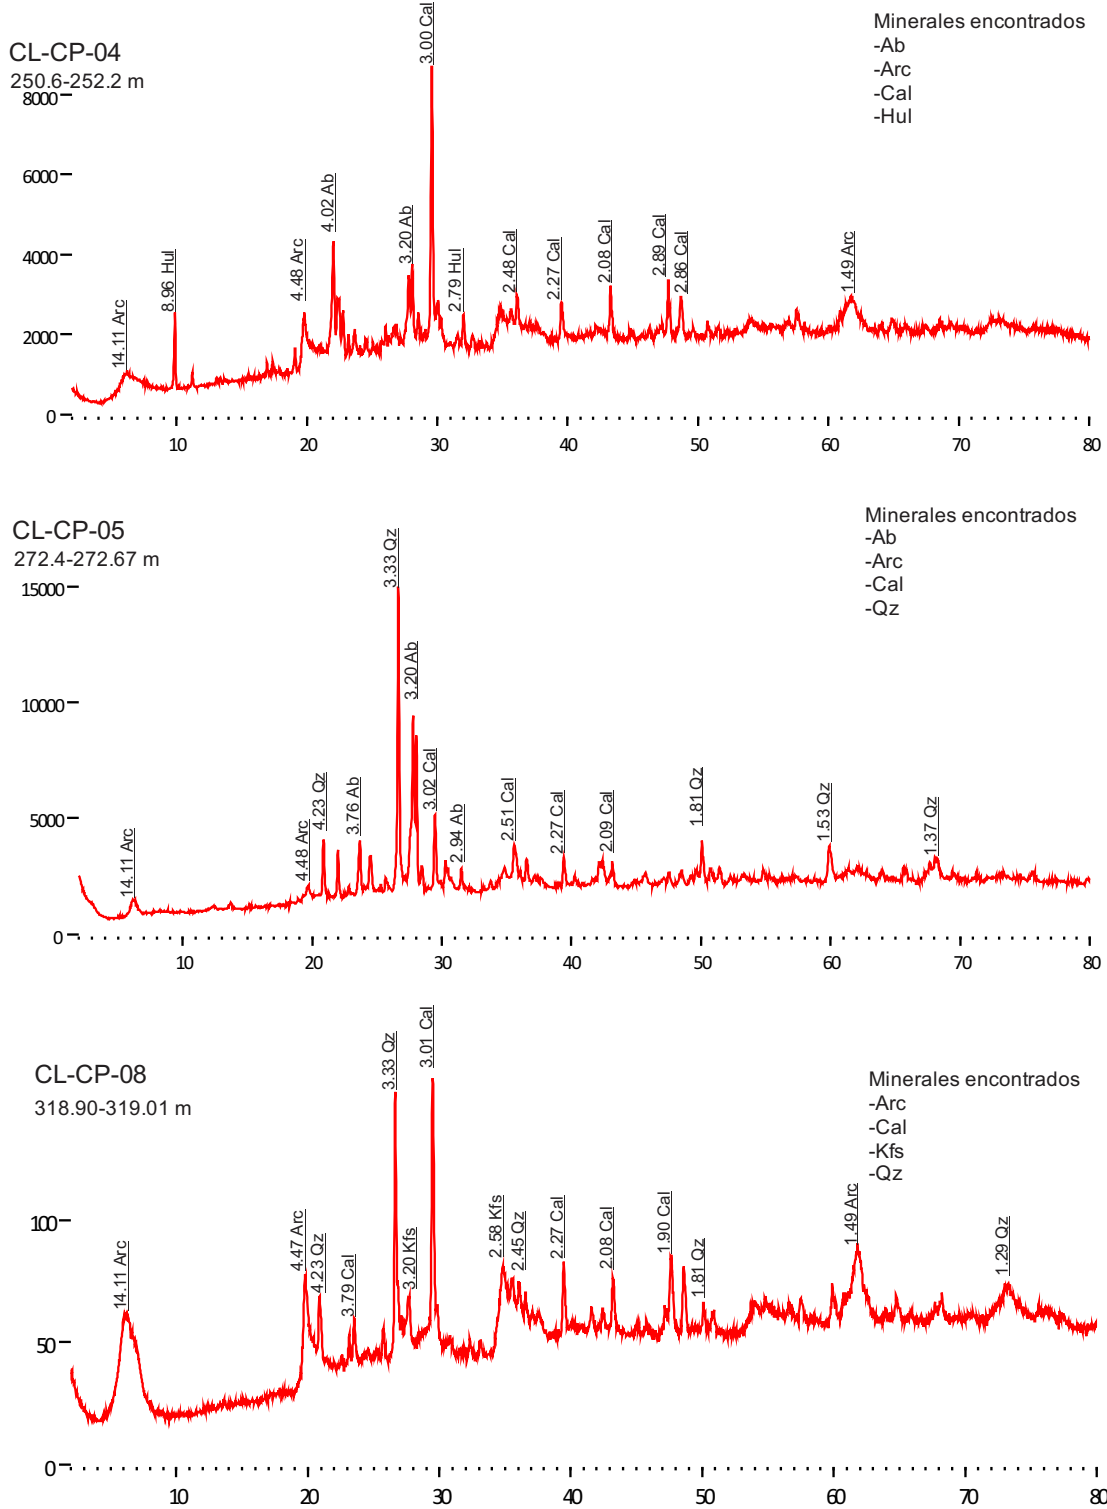 CL-CP-04
250.6-252.2 m
Minerales encontrados
-Ab
-Arc
-Cal
-Hul
8000
6000
4000
2000
0
14.11 Arc
8.96 Hul
4.48 Arc
4.02 Ab
3.20 Ab
3.00 Cal
2.79 Hul
2.48 Cal
2.27 Cal
2.08 Cal
2.89 Cal
2.86 Cal
1.49 Arc
10 20 30 40 50 60 70 80
CL-CP-05
272.4-272.67 m
Minerales encontrados
-Ab
-Arc
-Cal
-Qz
15000
10000
5000
0
14.11 Arc
4.48 Arc
4.23 Qz
3.76 Ab
3.33 Qz
3.20 Ab
3.02 Cal
2.94 Ab
2.51 Cal
2.27 Cal
2.09 Cal
1.81 Qz
1.53 Qz
1.37 Qz
10 20 30 40 50 60 70 80
CL-CP-08
318.90-319.01 m
Minerales encontrados
-Arc
-Cal
-Kfs
-Qz
100
50
0
14.11 Arc
4.47 Arc
4.23 Qz
3.79 Cal
3.33 Qz
3.20 Kfs
3.01 Cal
2.58 Kfs
2.45 Qz
2.27 Cal
2.08 Cal
1.90 Cal
1.81 Qz
1.49 Arc
1.29 Qz
10 20 30 40 50 60 70 80